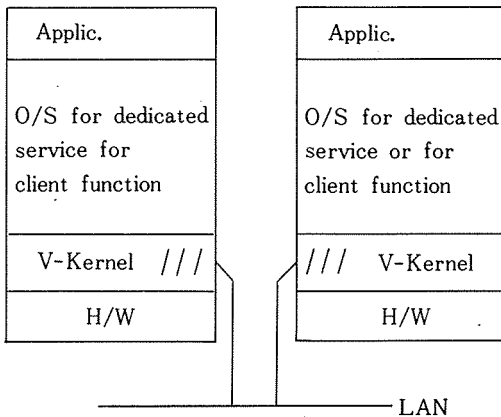 Applic.
O/S for dedicated
service for
client function
V-Kernel ///
H/W
Applic.
O/S for dedicated
service or for
client function
/// V-Kernel
H/W
LAN